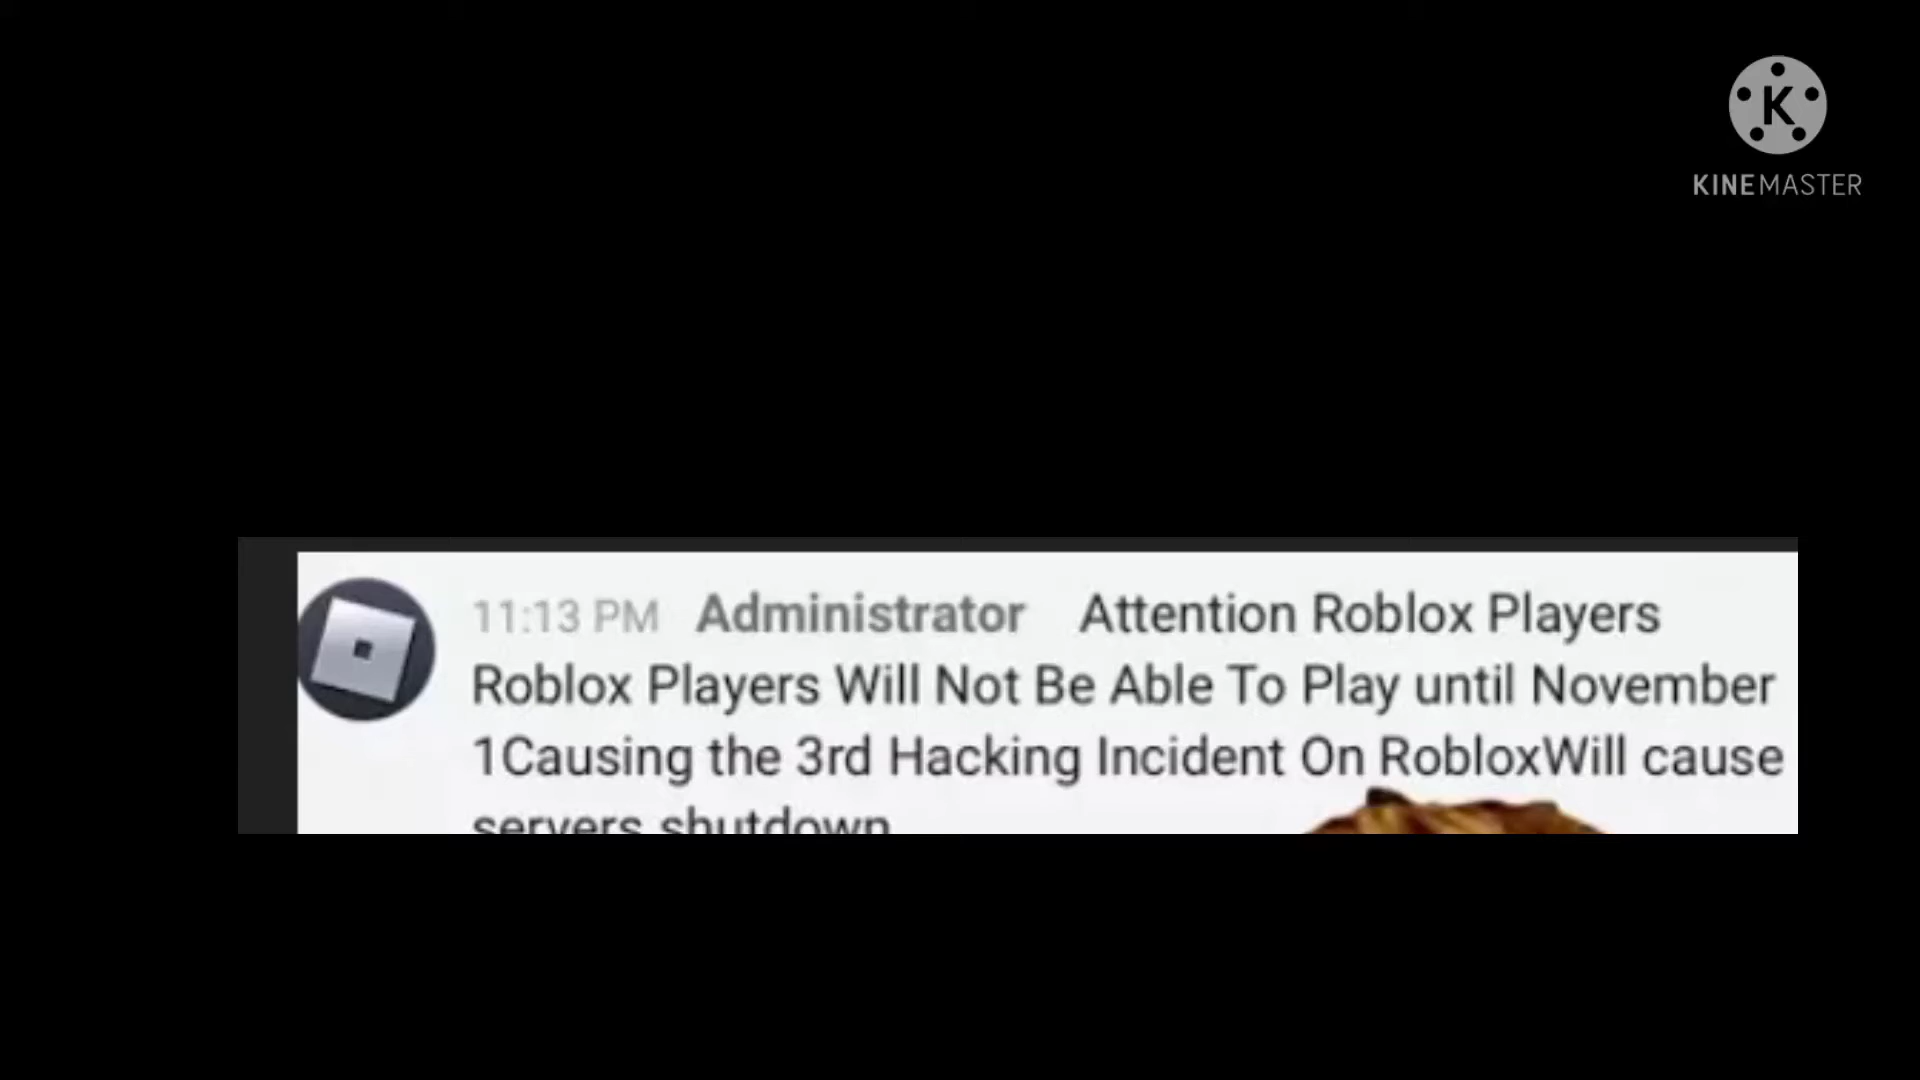 K
KINEMASTER
11:13 PM Administrator Attention Roblox Players
Roblox Players Will Not Be Able To Play until November
1Causing the 3rd Hacking Incident On RobloxWill cause
servers shutdown